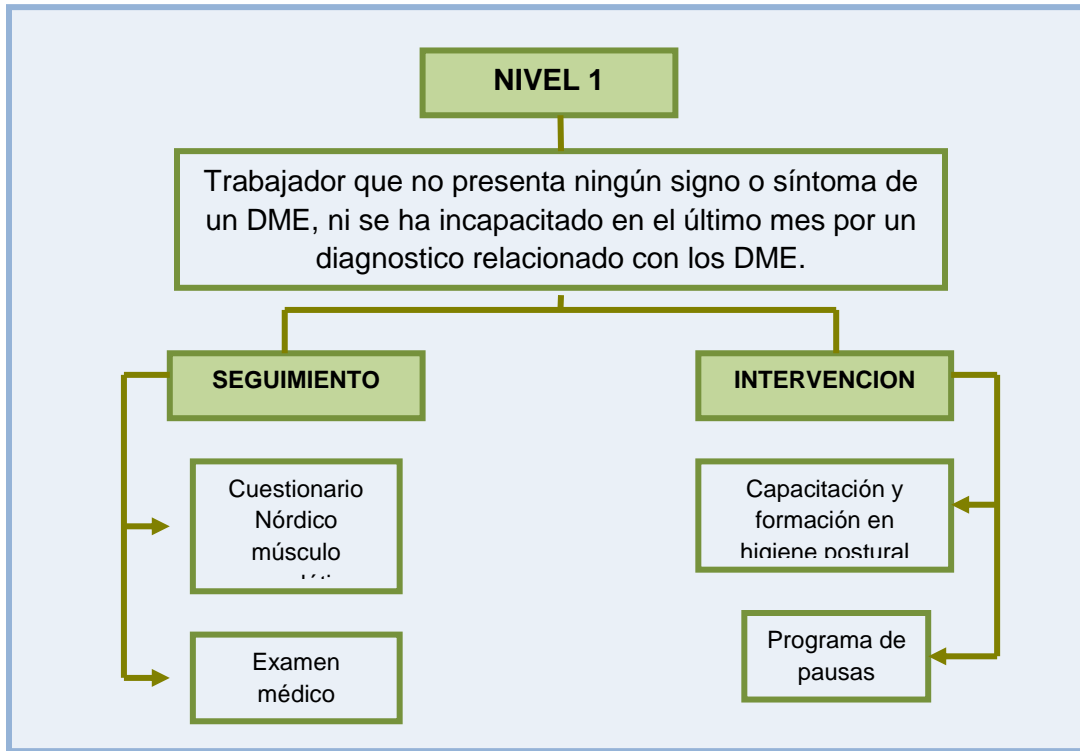 NIVEL 1
Trabajador que no presenta ningún signo o síntoma de
un DME, ni se ha incapacitado en el último mes por un
diagnostico relacionado con los DME.
SEGUIMIENTO
INTERVENCION
Cuestionario
Nórdico
músculo
Examen
médico
Capacitación y
formación en
higiene postural
Programa de
pausas